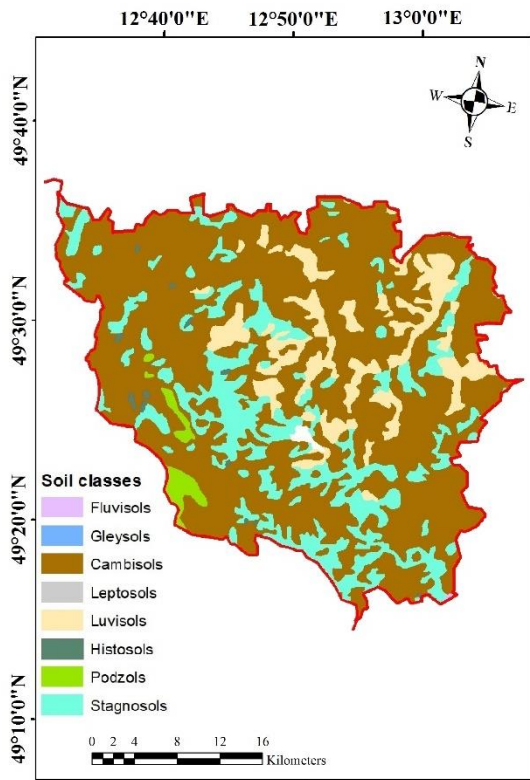 12°40'0"E 12°50'0"E 13°0'0"E
N
W E
S
49°40'0"N
49°30'0"N
49°20'0"N
49°10'0"N
Soil classes
Fluvisols
Gleysols
Cambisols
Leptosols
Luvisols
Histosols
Podzols
Stagnosols
0 2 4 8 12 16
Kilometers